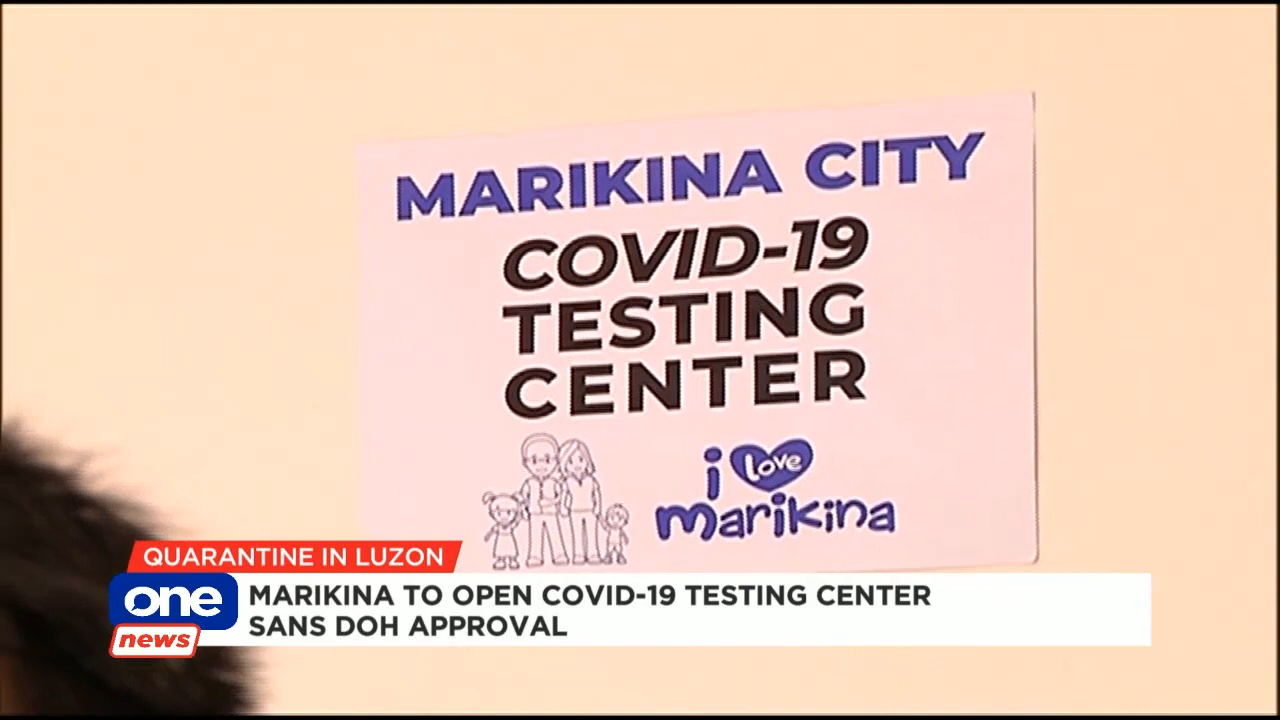 MARIKINA CITY
COVID-19
TESTING
CENTER
i love
marikina
QUARANTINE IN LUZON
one
news
MARIKINA TO OPEN COVID-19 TESTING CENTER
SANS DOH APPROVAL